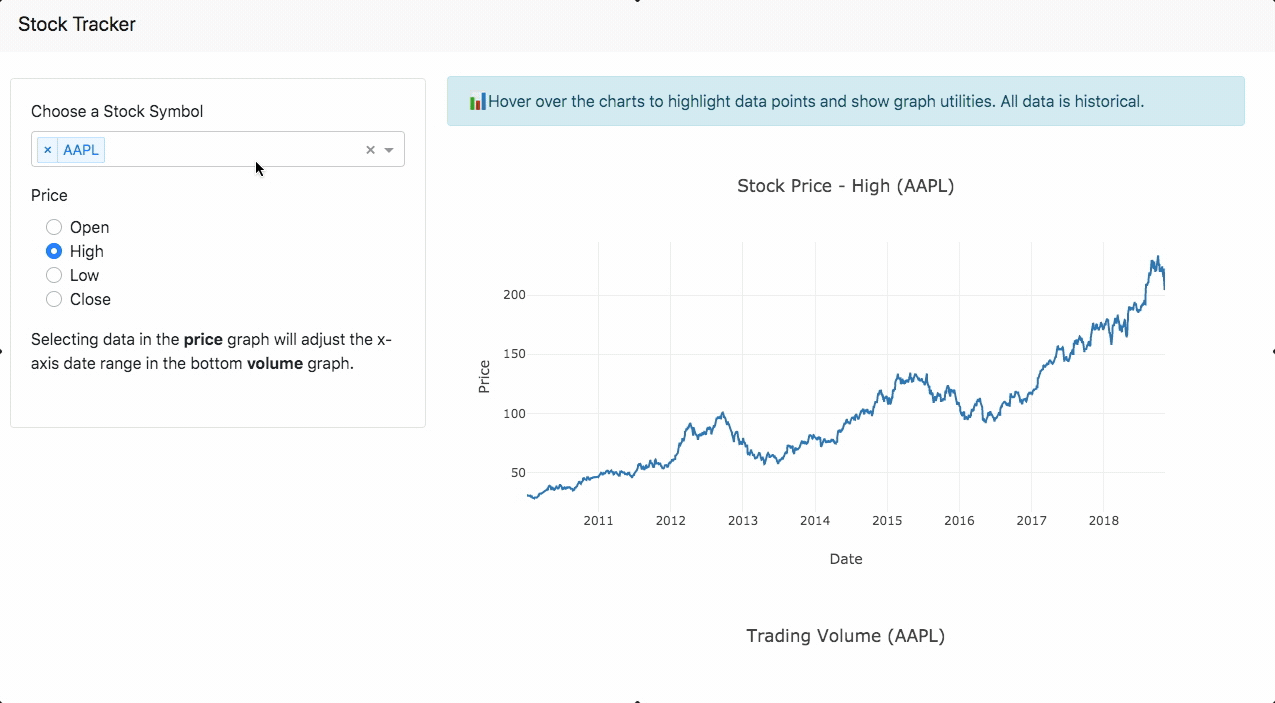 Stock Tracker
Choose a Stock Symbol
× AAPL ×
Price
Open
High
Low
Close
Selecting data in the price graph will adjust the x-
axis date range in the bottom volume graph.
Hover over the charts to highlight data points and show graph utilities. All data is historical.
Stock Price - High (AAPL)
200
150
100
50
Price
2011 2012 2013 2014 2015 2016 2017 2018
Date
Trading Volume (AAPL)